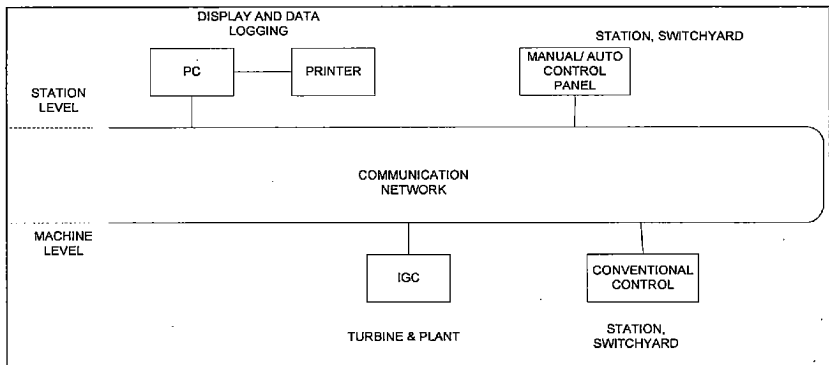 DISPLAY AND DATA
LOGGING
STATION, SWITCHYARD
PC
PRINTER
MANUAL/ AUTO
CONTROL
PANEL
STATION
LEVEL
COMMUNICATION
NETWORK
MACHINE
LEVEL
IGC
CONVENTIONAL
CONTROL
TURBINE & PLANT
STATION,
SWITCHYARD